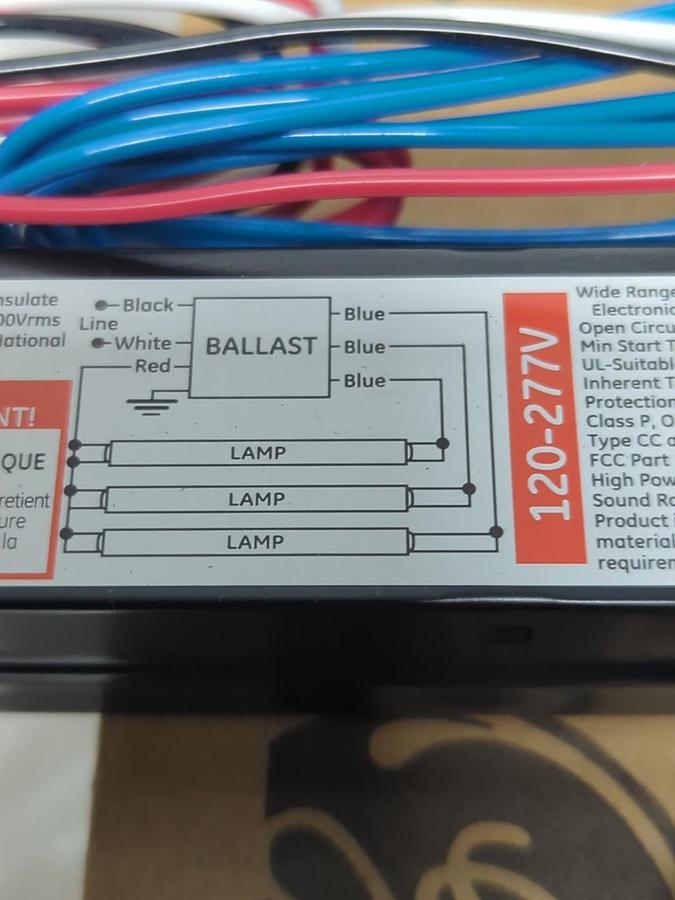 nsulate
00Vrms
National
NT!
QUE
retient
ure
la
Black
Line
White
Red
BALLAST
Blue
Blue
Blue
LAMP
LAMP
LAMP
120-277V
Wide Range
Electronic
Open Circu
Min Start T
UL-Suitabl
Inherent T
Protection
Class P, O
Type CC a
FCC Part
High Pow
Sound Ra
Product i
material
requirem